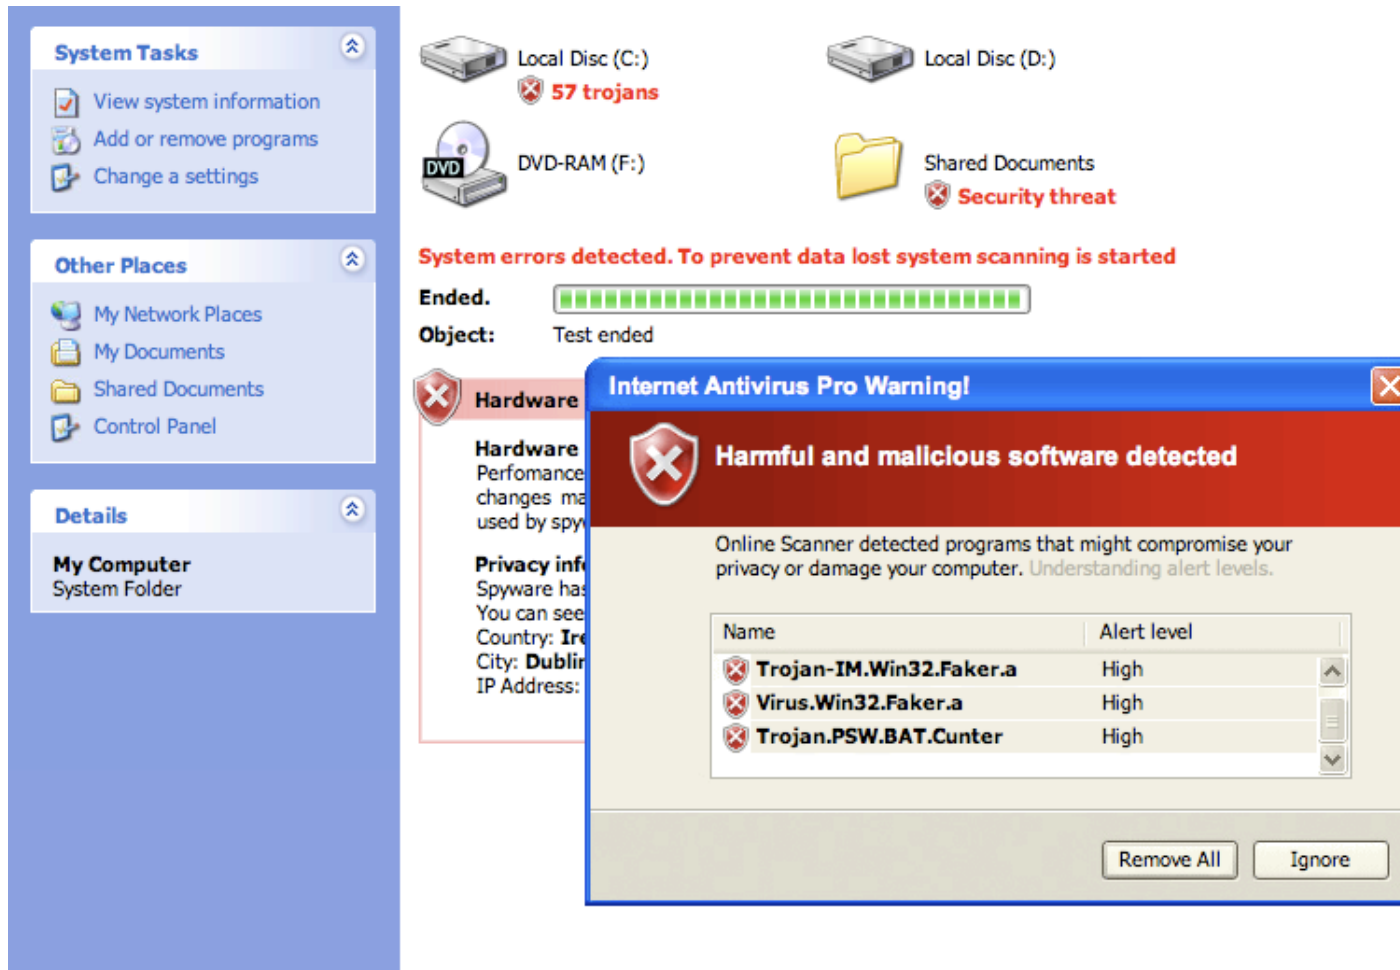 System Tasks
View system information
Add or remove programs
Change a settings
Other Places
My Network Places
My Documents
Shared Documents
Control Panel
Details
My Computer
System Folder
Local Disc (C:)
57 trojans
Local Disc (D:)
DVD
DVD-RAM (F:)
Shared Documents
Security threat
System errors detected. To prevent data lost system scanning is started
Ended.
Object: Test ended
Hardware
Hardware
Perfomance
changes
used by
Privacy
Spyware
You can see
Country:
City:
IP Address:
Internet Antivirus Pro Warning!
Harmful and malicious software detected
Online Scanner detected programs that might compromise your
privacy or damage your computer. Understanding alert levels.
Name Alert level
Trojan-IM.Win32.Faker.a High
Virus.Win32.Faker.a High
Trojan.PSW.BAT.Cunter High
Remove All Ignore